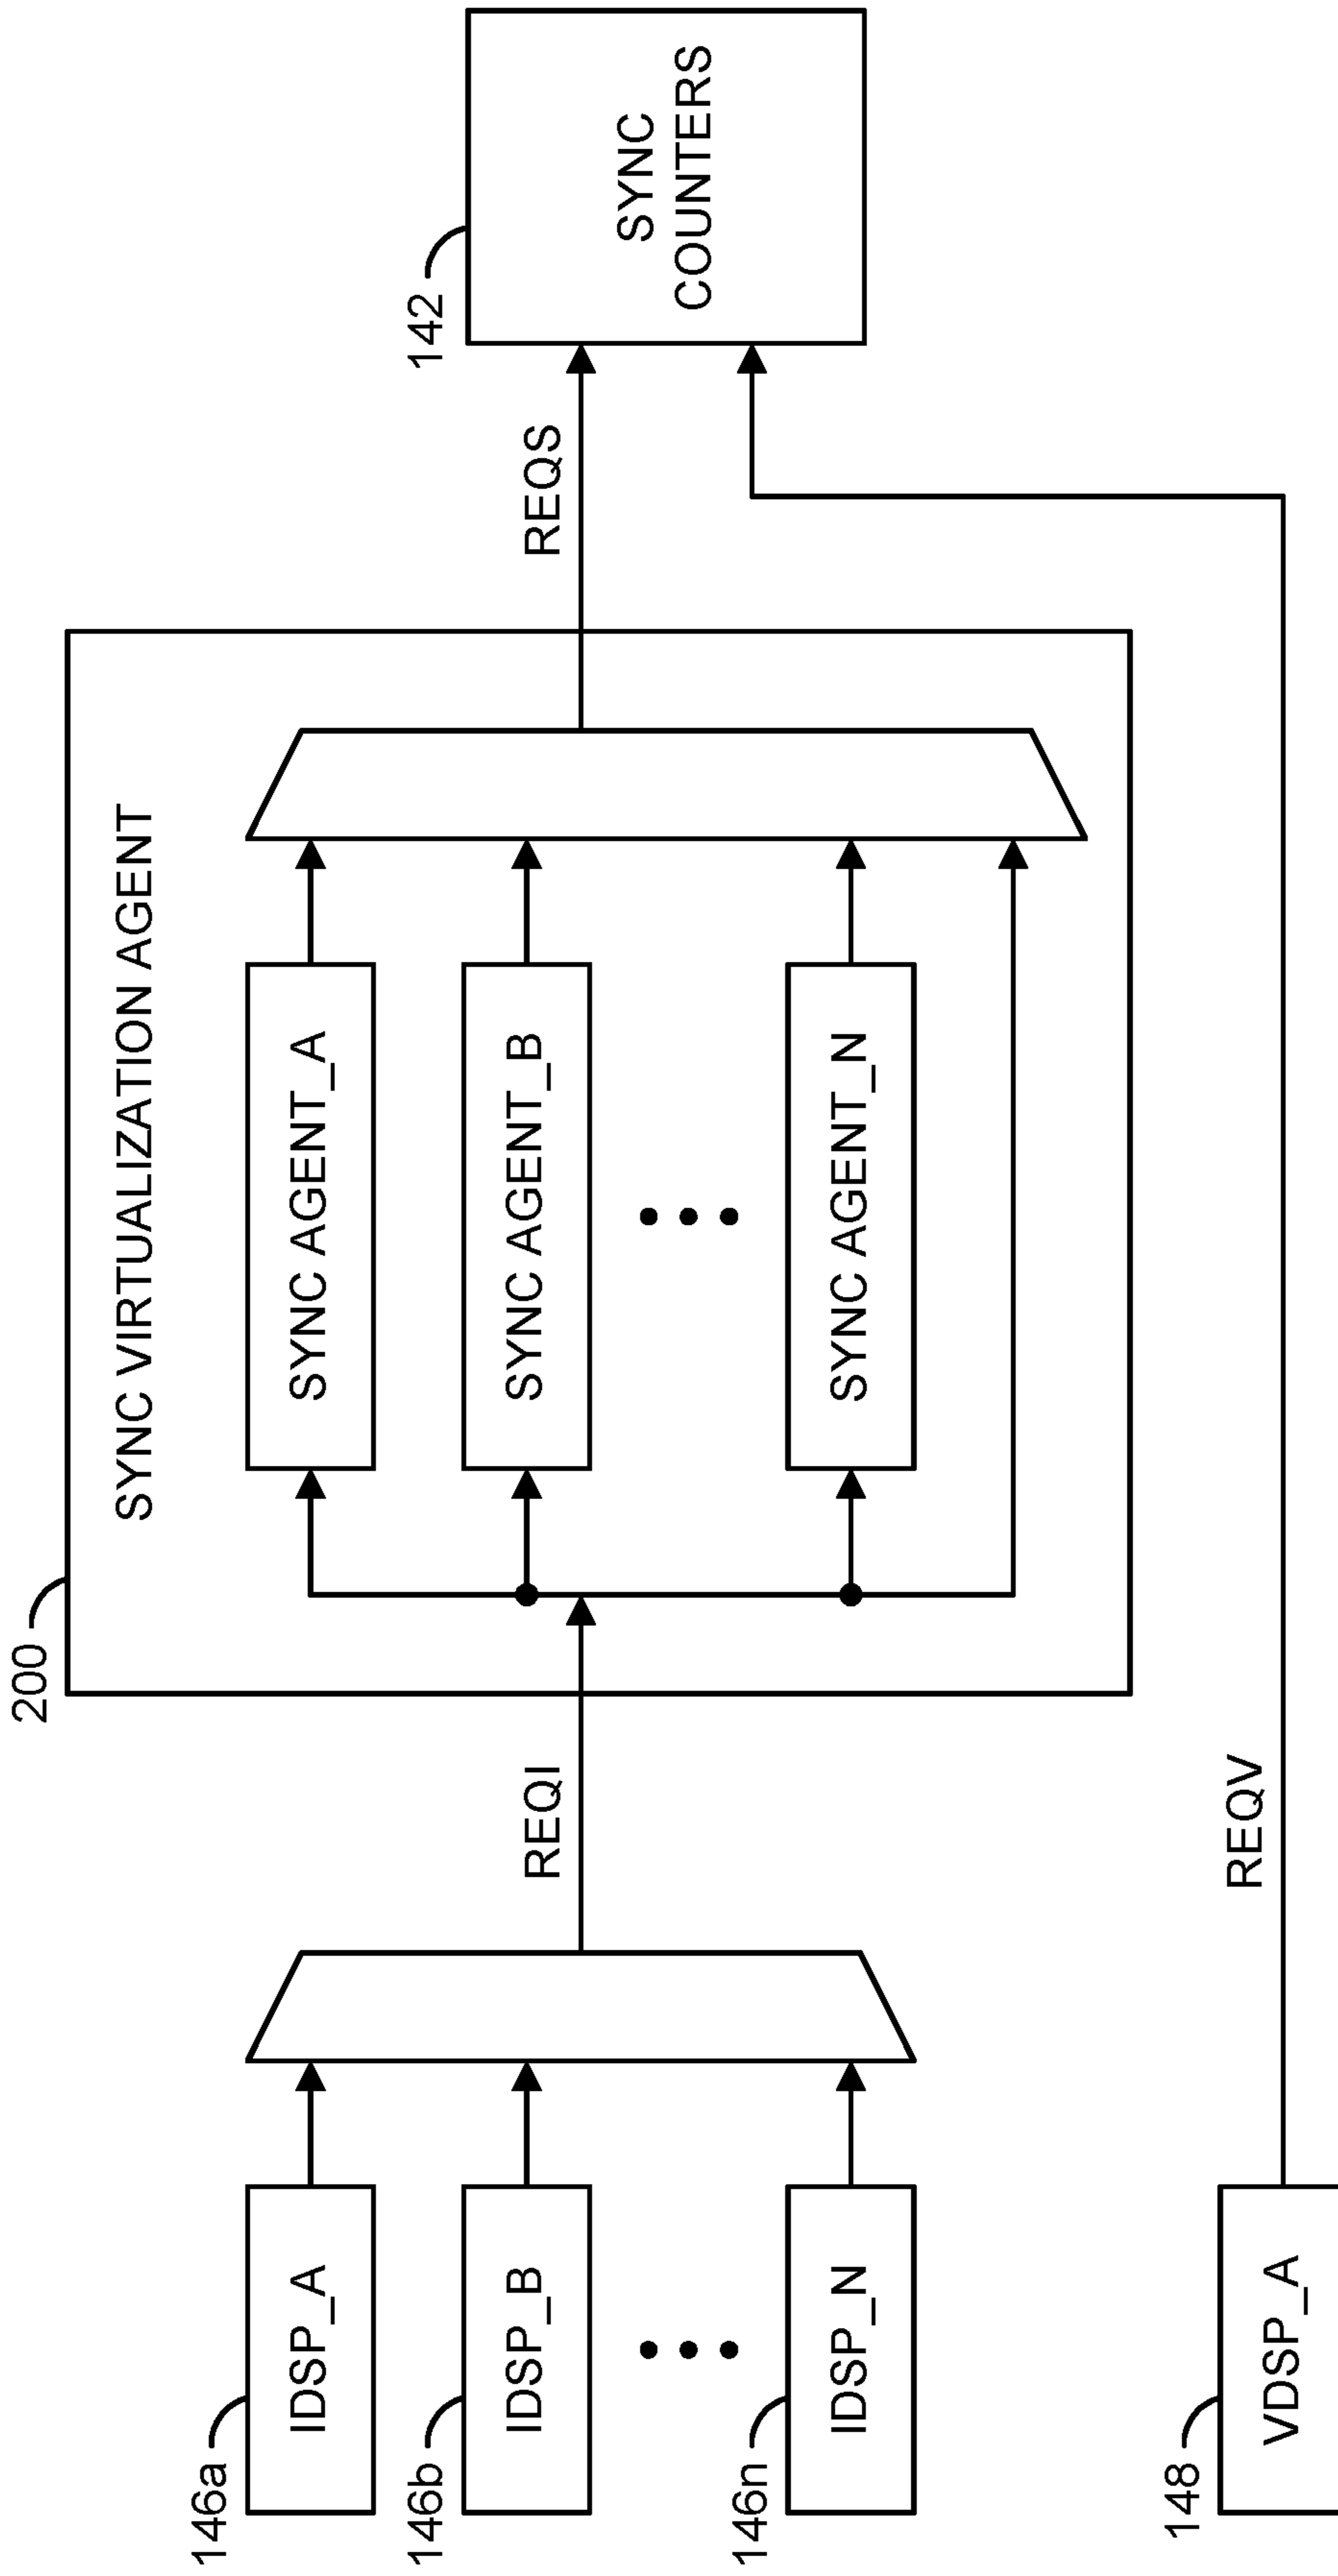 200
SYNC VIRTUALIZATION AGENT
146a
IDSP_A
SYNC AGENT_A
146b
IDSP_B
REQI
SYNC AGENT_B
REQS
142
SYNC
COUNTERS
146n
IDSP_N
SYNC AGENT_N
148
VDSP_A
REQV